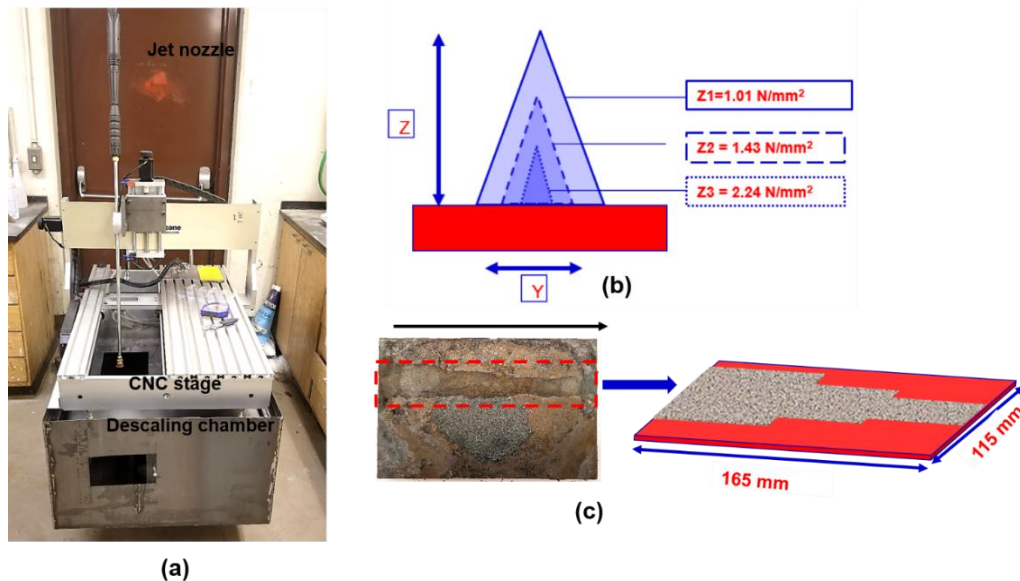 Jet nozzle
CNC stage
Descaling chamber
(a)
Z
Z1=1.01 N/mm²
Z2 = 1.43 N/mm²
Z3 = 2.24 N/mm²
Y
(b)
165 mm
115 mm
(c)